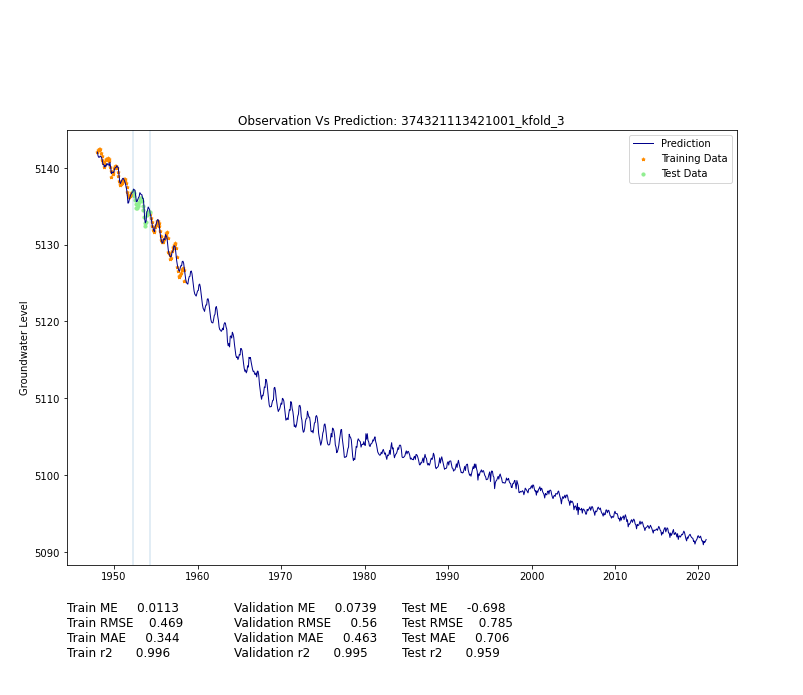 Observation Vs Prediction: 374321113421001_kfold_3
Prediction
Training Data
Test Data
Groundwater Level
5140
5130
5120
5110
5100
5090
1950 1960 1970 1980 1990 2000 2010 2020
Train ME 0.0113 Validation ME 0.0739 Test ME -0.698
Train RMSE 0.469 Validation RMSE 0.56 Test RMSE 0.785
Train MAE 0.344 Validation MAE 0.463 Test MAE 0.706
Train r2 0.996 Validation r2 0.995 Test r2 0.959